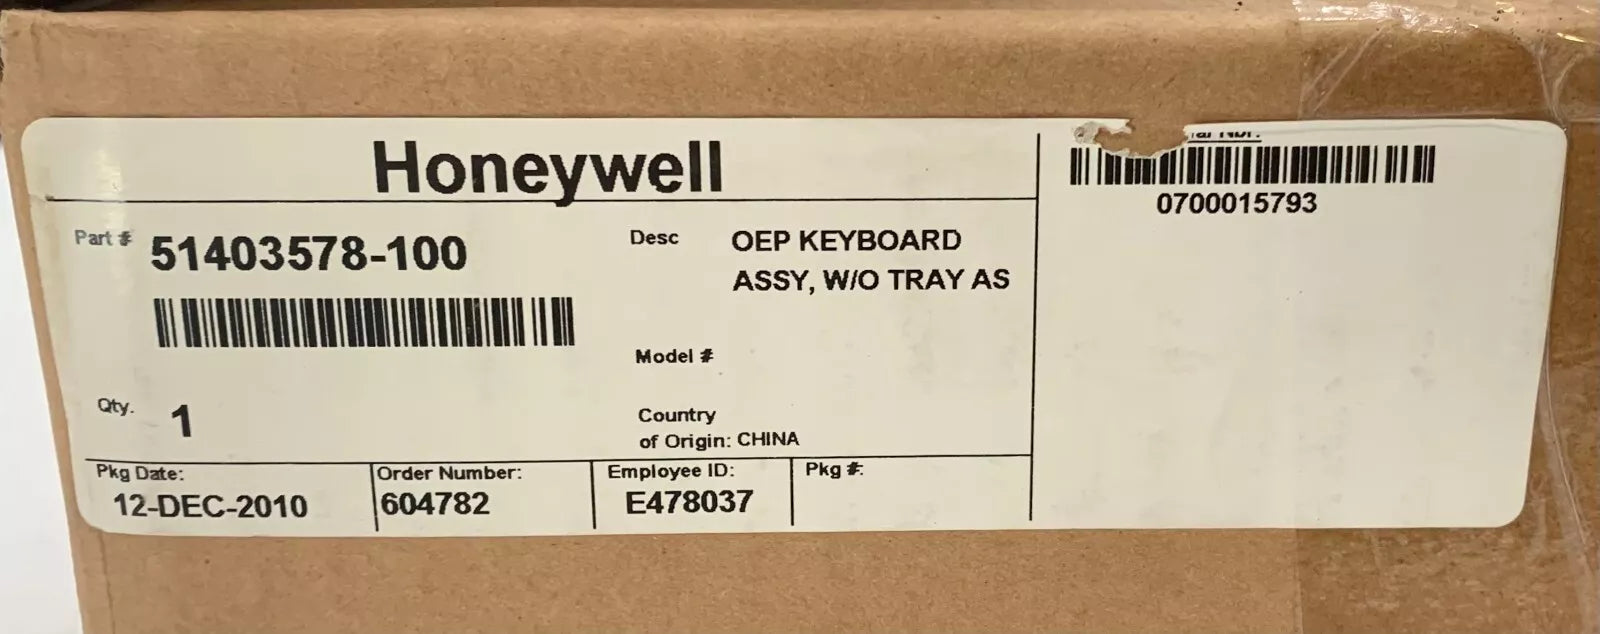 Honeywell
Part # 51403578-100
Desc OEP KEYBOARD
ASSY, W/O TRAY AS
Model #
Qty. 1
Country
of Origin: CHINA
Pkg Date:
12-DEC-2010
Order Number:
604782
Employee ID:
E478037
Pkg #:
Nbr:
0700015793